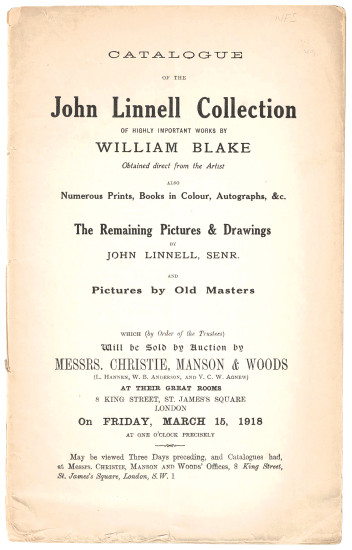 CATALOGUE
OF THE
John Linnell Collection
OF HIGHLY IMPORTANT WORKS BY
WILLIAM BLAKE
Obtained direct from the Artist
ALSO
Numerous Prints, Books in Colour, Autographs, &c.
The Remaining Pictures & Drawings
BY
JOHN LINNELL, SENR.
AND
Pictures by Old Masters
WHICH (by Order of the Trustees)
Will be Sold by Auction by
MESSRS. CHRISTIE, MANSON & WOODS
(L. HANNEN, W. B. ANDERSON, AND V. C. W. AGNEW)
AT THEIR GREAT ROOMS
8 KING STREET, ST. JAMES'S SQUARE
LONDON
On FRIDAY, MARCH 15, 1918
AT ONE O'CLOCK PRECISELY
May be viewed Three Days preceding, and Catalogues had,
at Messrs. CHRISTIE, MANSON AND WOODS' Offices, 8 King Street,
St. James's Square, London, S.W. 1